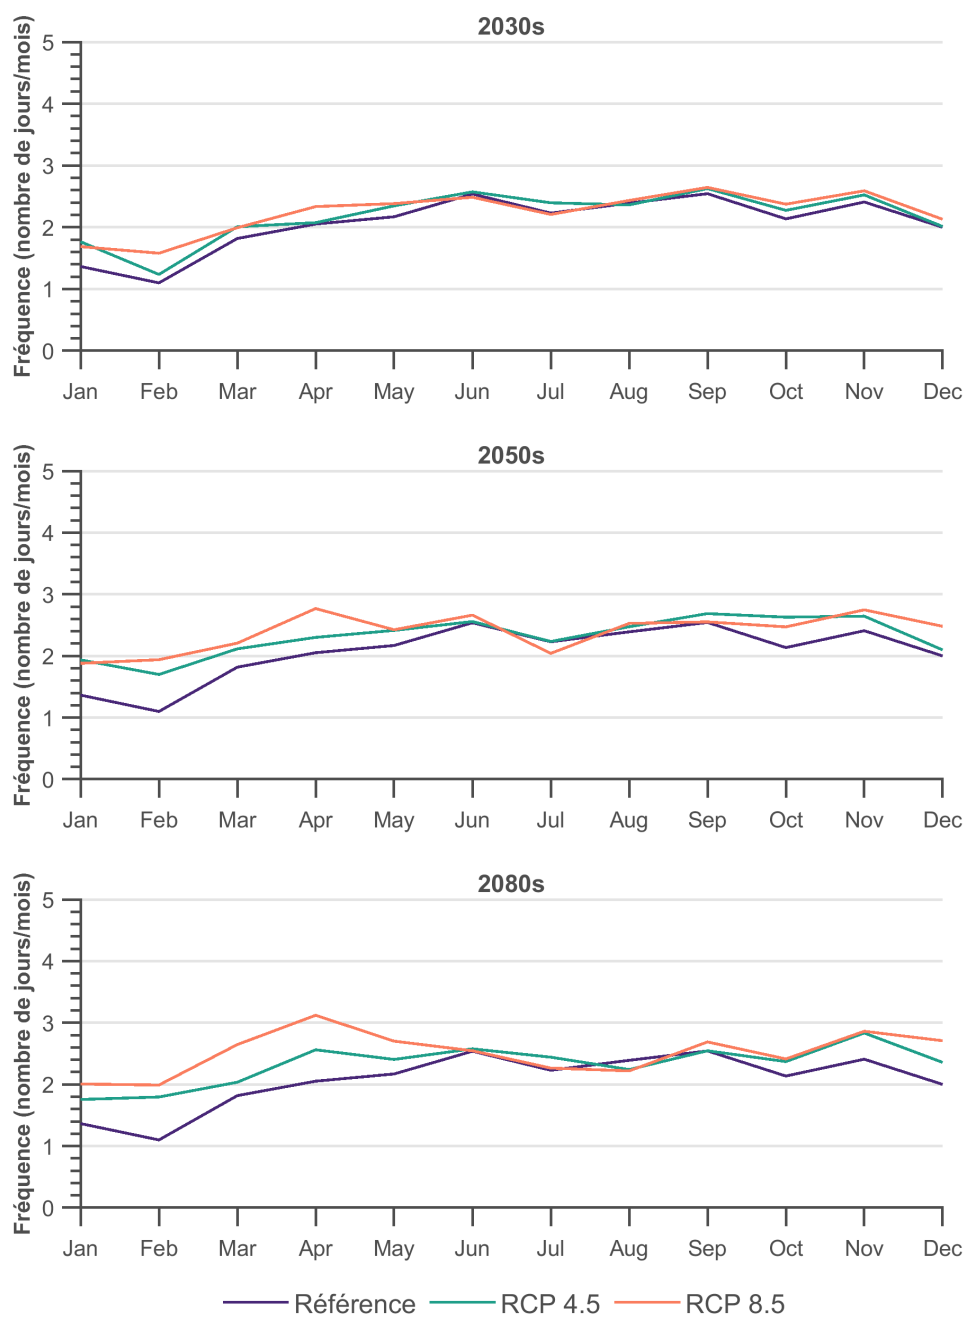 2030s
Fréquence (nombre de jours/mois)
5
4
3
2
1
0
Jan Feb Mar Apr May Jun Jul Aug Sep Oct Nov Dec
2050s
Fréquence (nombre de jours/mois)
5
4
3
2
1
0
Jan Feb Mar Apr May Jun Jul Aug Sep Oct Nov Dec
2080s
Fréquence (nombre de jours/mois)
5
4
3
2
1
0
Jan Feb Mar Apr May Jun Jul Aug Sep Oct Nov Dec
Référence RCP 4.5 RCP 8.5